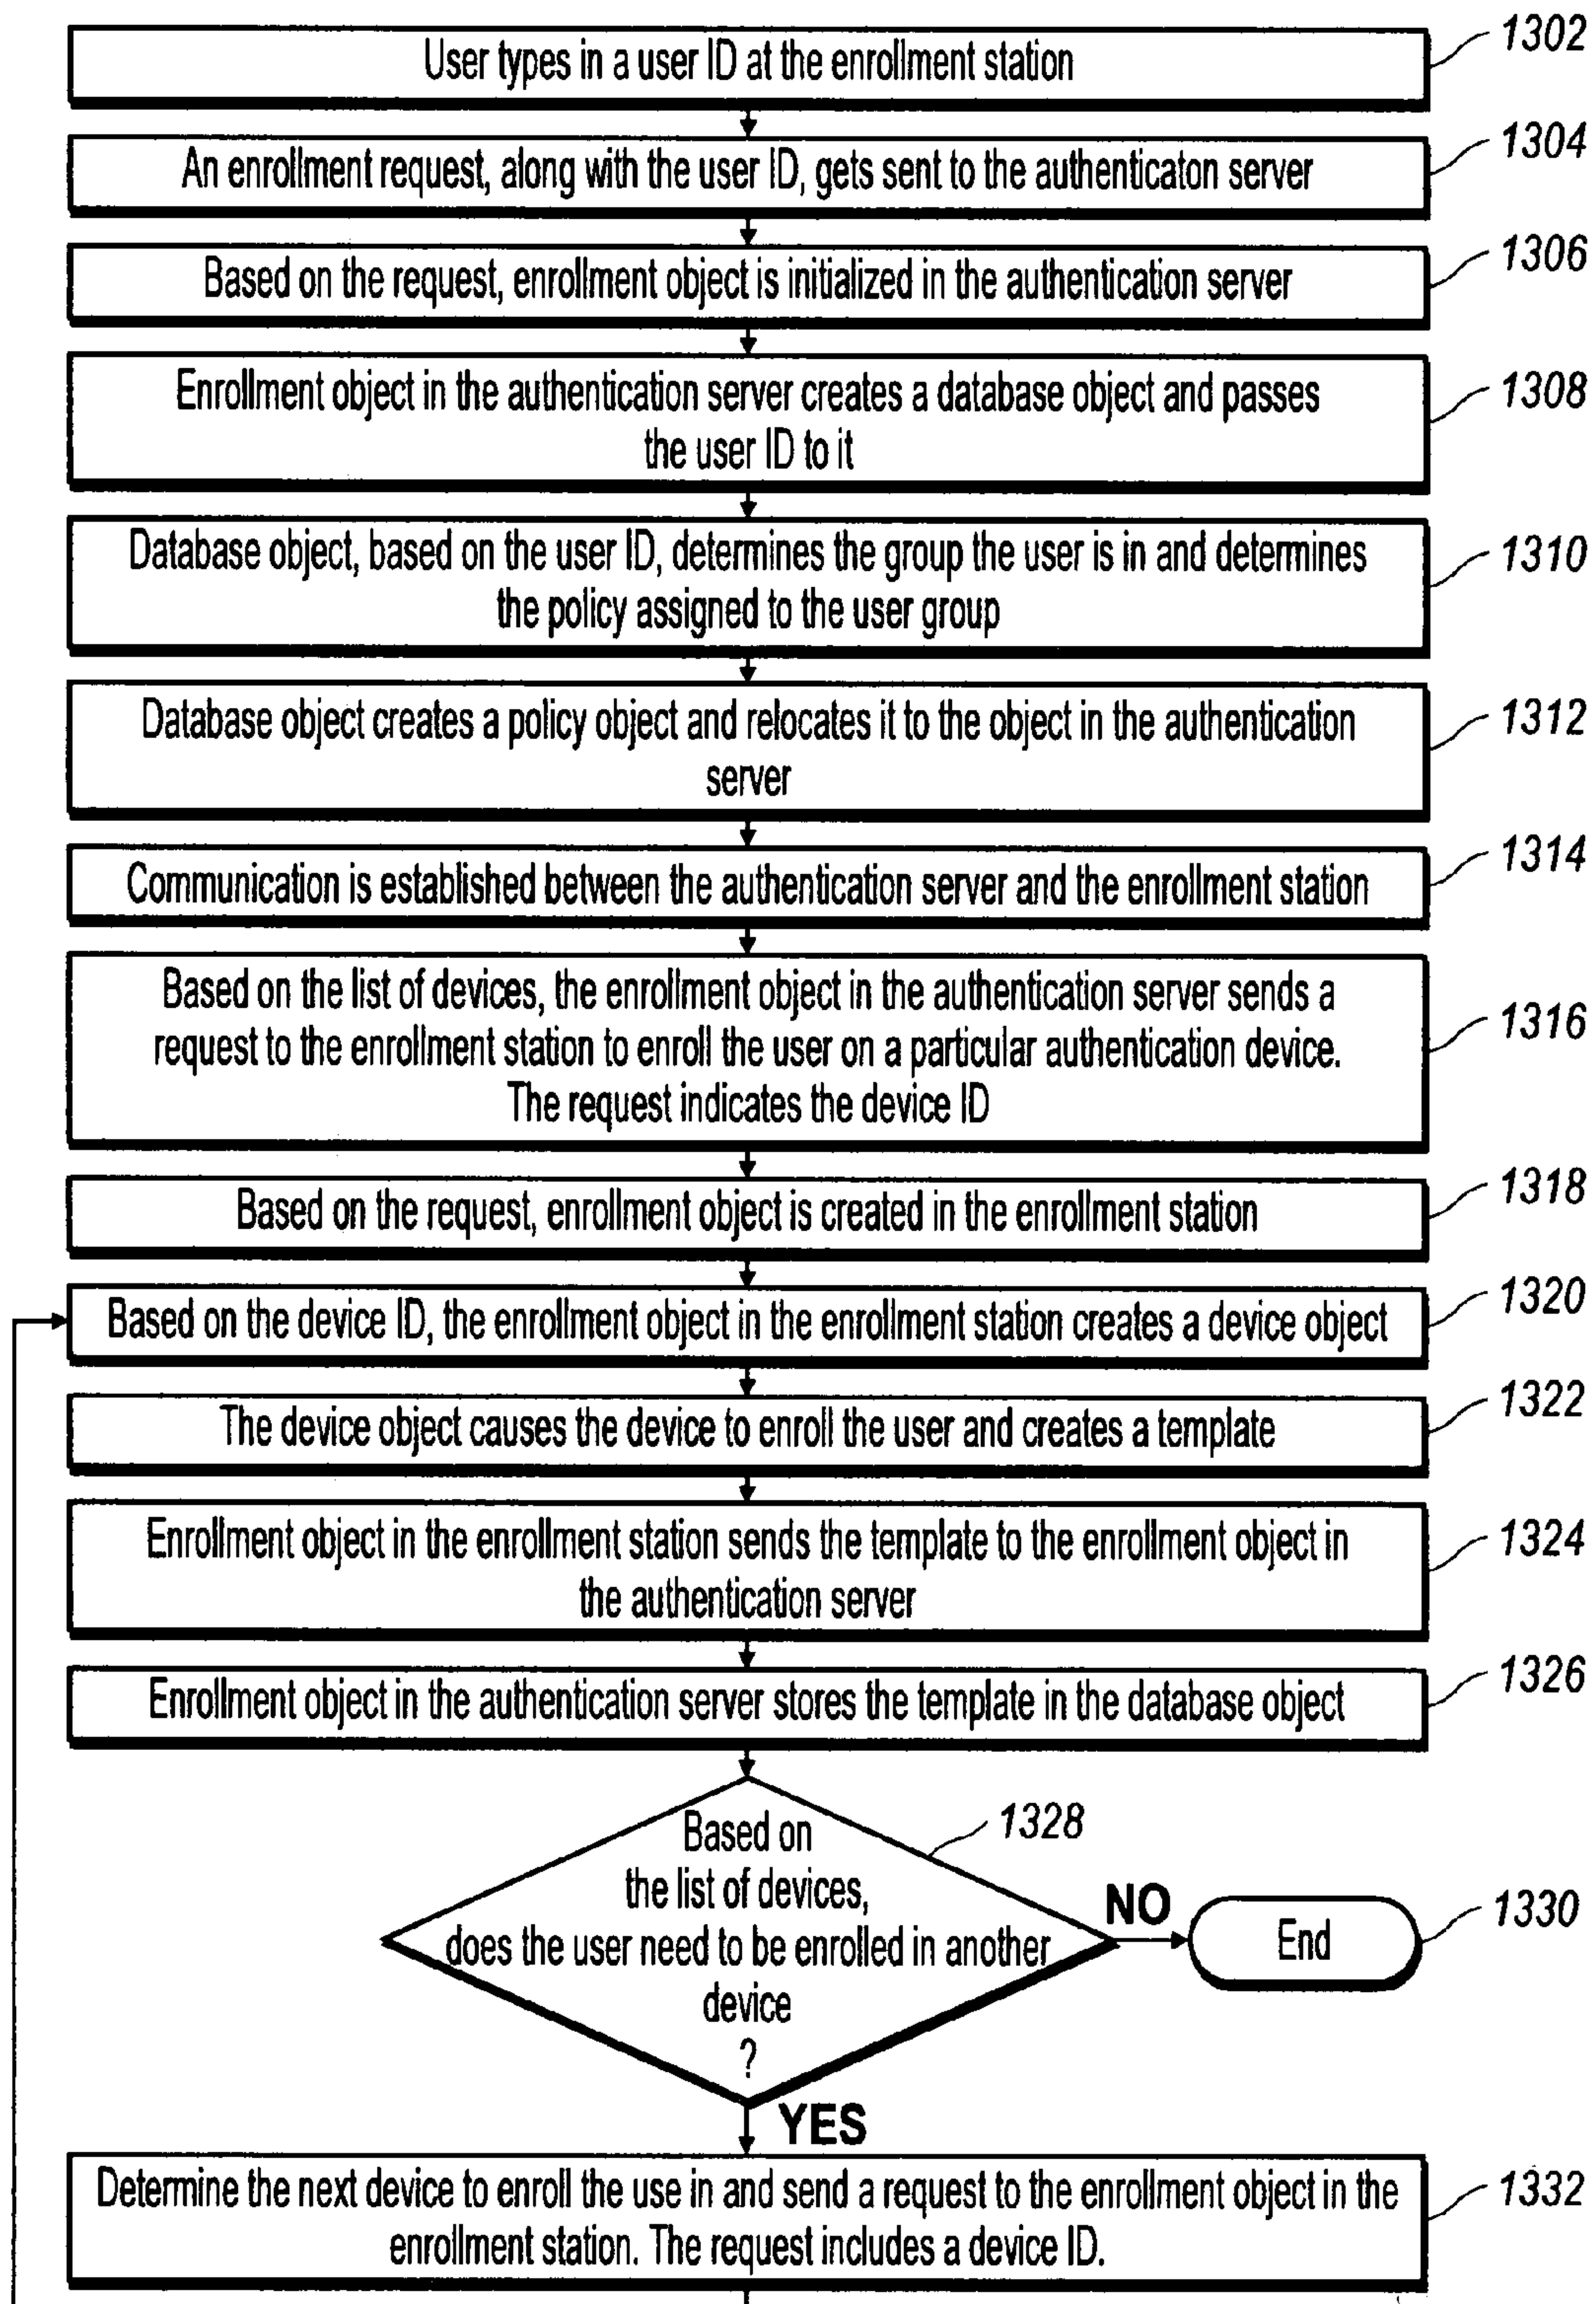 User types in a user ID at the enrollment station
1302
An enrollment request, along with the user ID, gets sent to the authenticaton server
1304
Based on the request, enrollment object is initialized in the authentication server
1306
Enrollment object in the authentication server creates a database object and passes
the user ID to it
1308
Database object, based on the user ID, determines the group the user is in and determines
the policy assigned to the user group
1310
Database object creates a policy object and relocates it to the object in the authentication
server
1312
Communication is established between the authentication server and the enrollment station
1314
Based on the list of devices, the enrollment object in the authentication server sends a
request to the enrollment station to enroll the user on a particular authentication device.
The request indicates the device ID
1316
Based on the request, enrollment object is created in the enrollment station
1318
Based on the device ID, the enrollment object in the enrollment station creates a device object
1320
The device object causes the device to enroll the user and creates a template
1322
Enrollment object in the enrollment station sends the template to the enrollment object in
the authentication server
1324
Enrollment object in the authentication server stores the template in the database object
1326
Based on
the list of devices,
does the user need to be enrolled in another
device
?
1328
NO
End
1330
YES
Determine the next device to enroll the use in and send a request to the enrollment object in the
enrollment station. The request includes a device ID.
1332